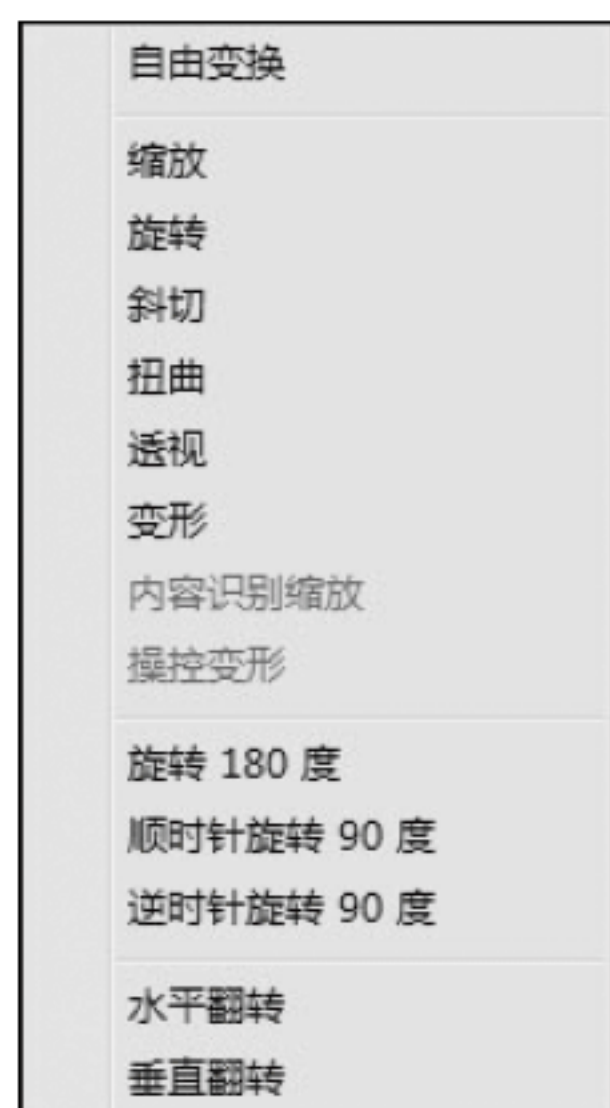 自由变换
缩放
旋转
斜切
扭曲
透视
变形
内容识别缩放
操控变形
旋转 180 度
顺时针旋转 90 度
逆时针旋转 90 度
水平翻转
垂直翻转